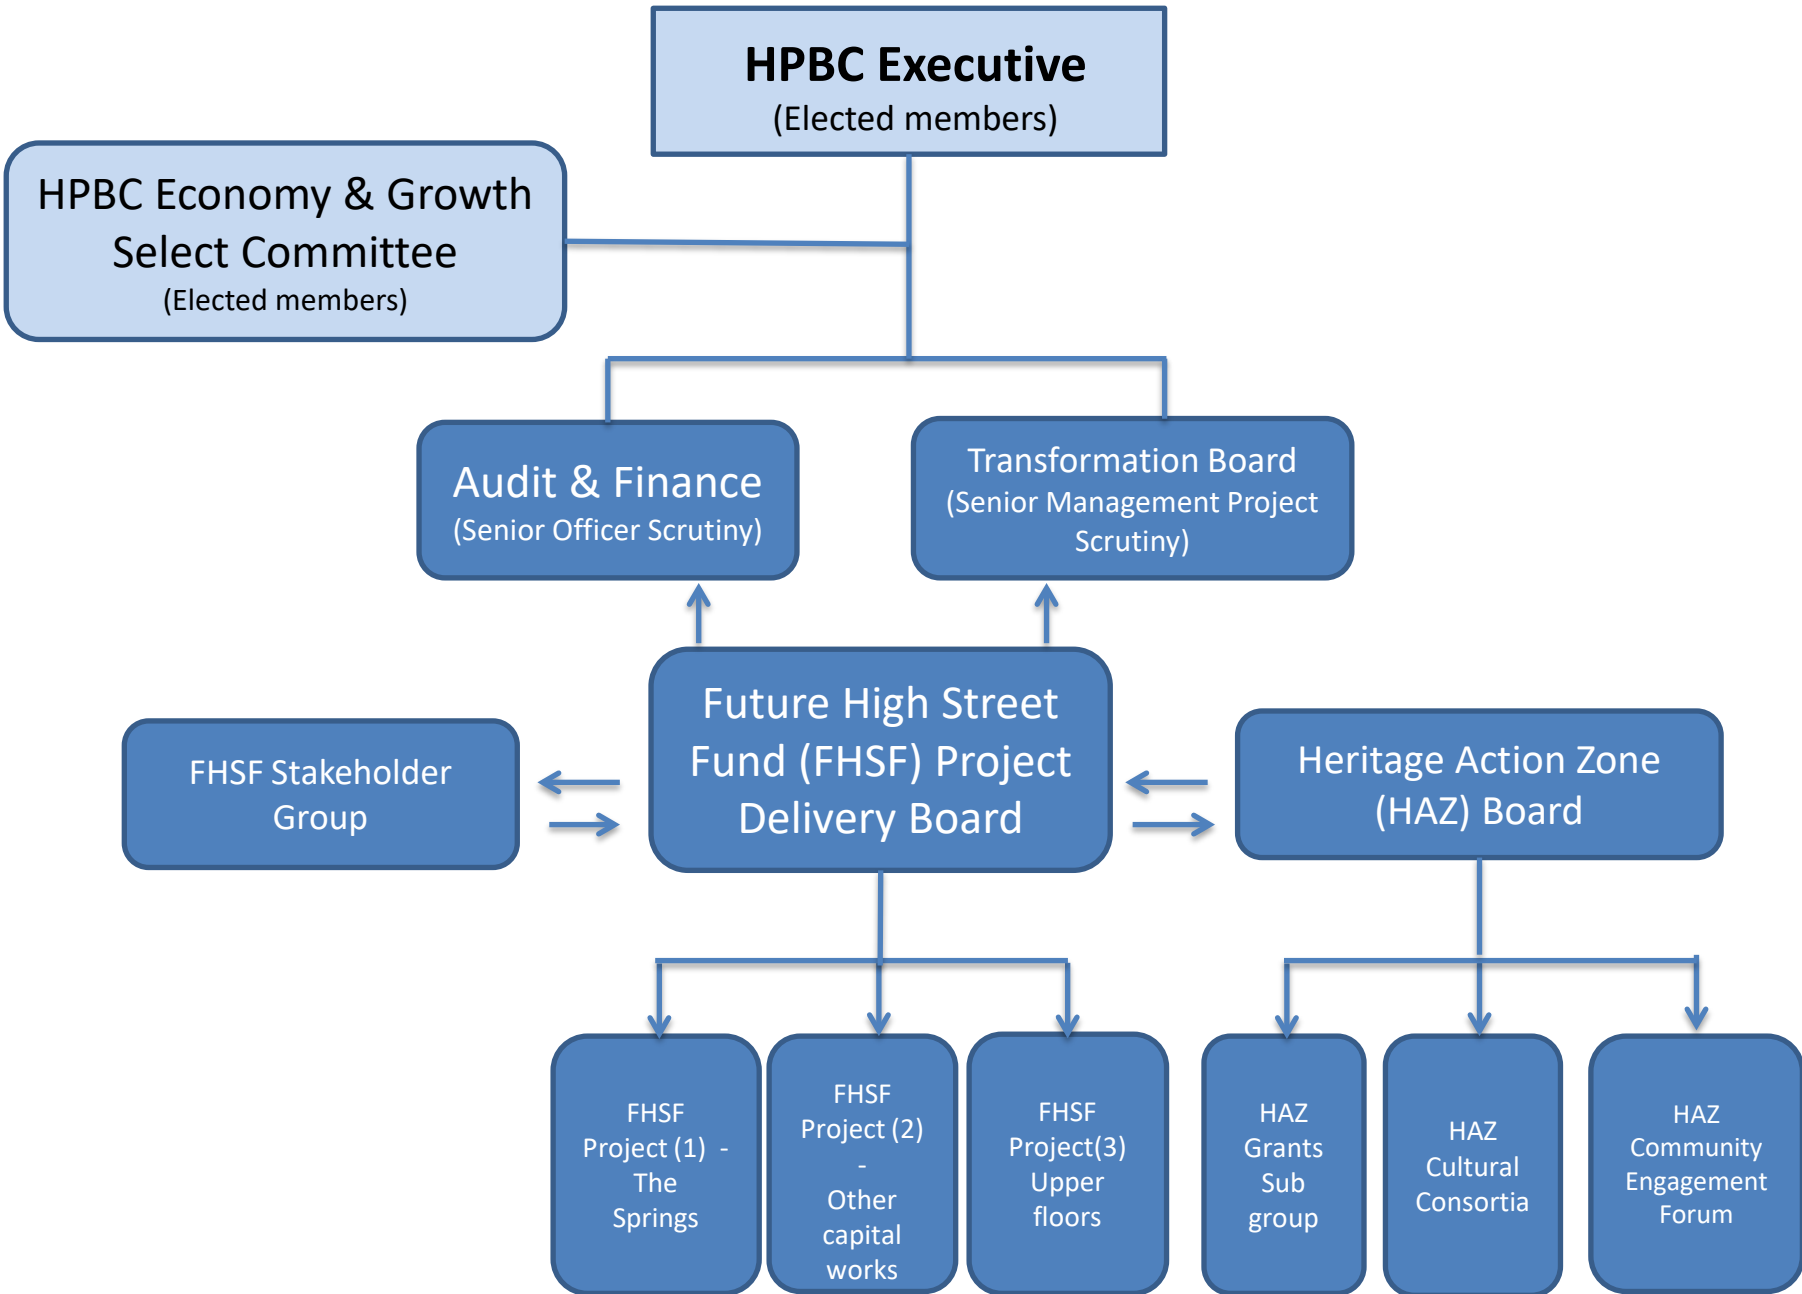 HPBC Executive
(Elected members)
HPBC Economy & Growth
Select Committee
(Elected members)
Audit & Finance
(Senior Officer Scrutiny)
Transformation Board
(Senior Management Project
Scrutiny)
FHSF Stakeholder
Group
Future High Street
Fund (FHSF) Project
Delivery Board
Heritage Action Zone
(HAZ) Board
FHSF
Project (1) -
The
Springs
FHSF
Project (2)
-
Other
capital
works
FHSF
Project(3)
Upper
floors
HAZ
Grants
Sub
group
HAZ
Cultural
Consortia
HAZ
Community
Engagement
Forum